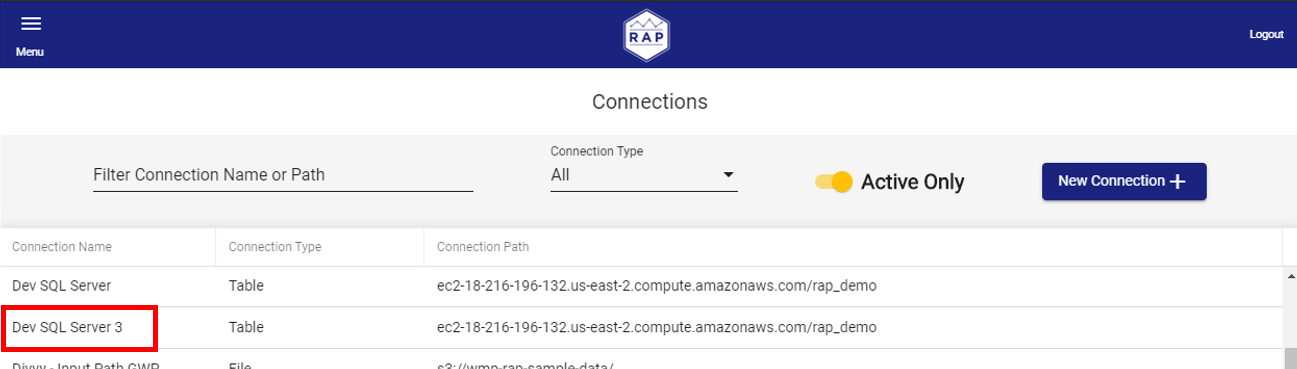 Menu
RAP
Logout
Connections
Connection Type
Filter Connection Name or Path
All
Active Only
New Connection +
Connection Name Connection Type Connection Path
Dev SQL Server Table ec2-18-216-196-132.us-east-2.compute.amazonaws.com/rap_demo
Dev SQL Server 3 Table ec2-18-216-196-132.us-east-2.compute.amazonaws.com/rap_demo
Divvy - Input Path GWP File s3://wmp-rap-sample-data/